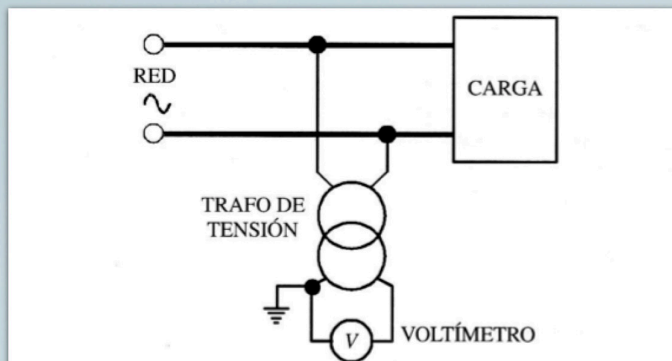 RED
CARGA
TRAFO DE
TENSIÓN
V
VOLTÍMETRO